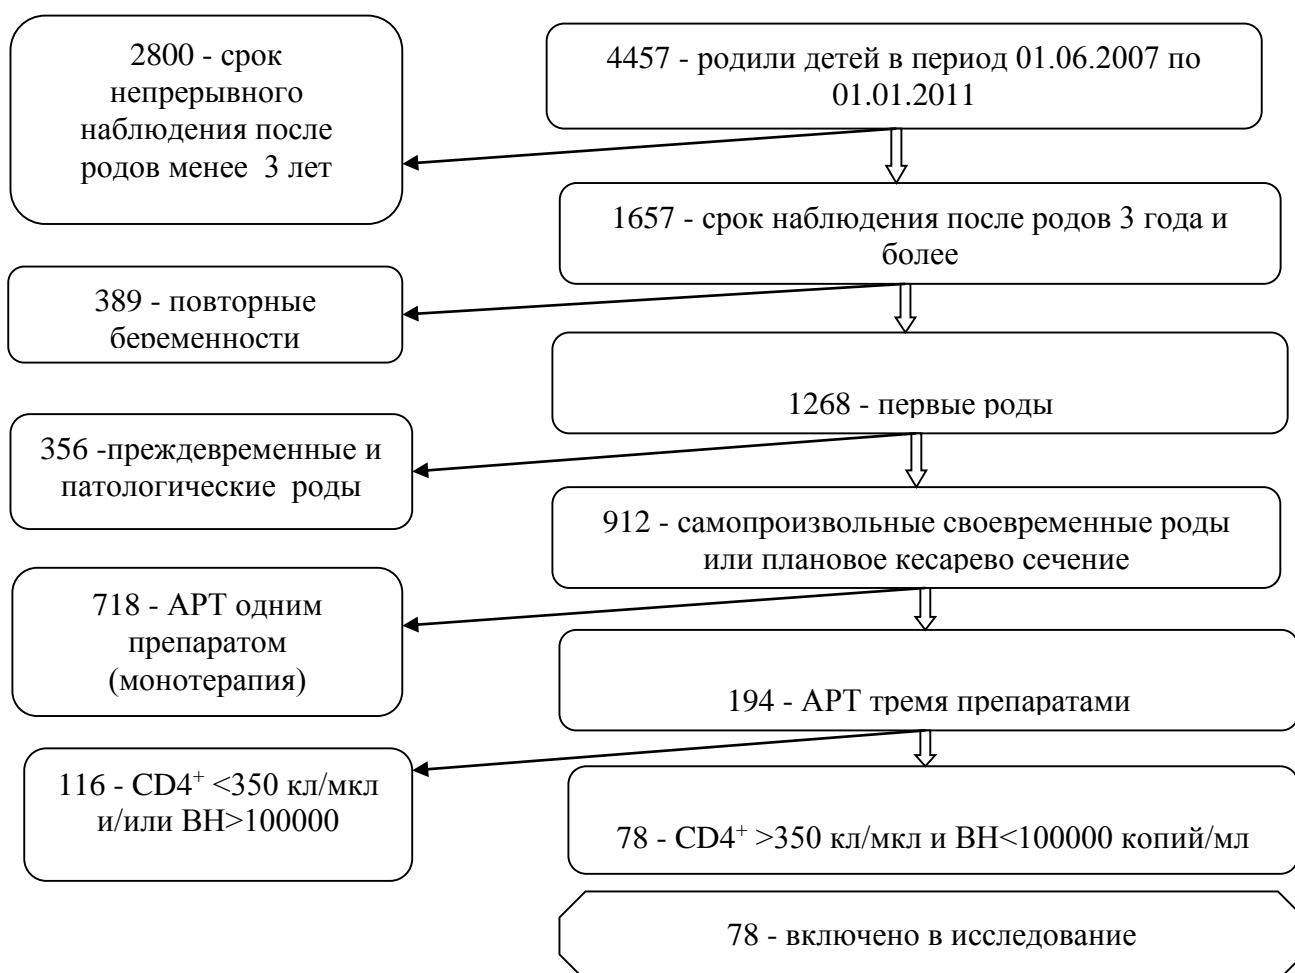 2800 - срок
непрерывного
наблюдения после
родов менее 3 лет
4457 - родили детей в период 01.06.2007 по
01.01.2011
1657 - срок наблюдения после родов 3 года и
более
389 - повторные
беременности
1268 - первые роды
356 -преждевременные и
патологические роды
912 - самопроизвольные своевременные роды
или плановое кесарево сечение
718 - АРТ одним
препаратом
(монотерапия)
194 - АРТ тремя препаратами
116 - CD4⁺ <350 кл/мкл
и/или ВН>100000
78 - CD4⁺ >350 кл/мкл и ВН<100000 копий/мл
78 - включено в исследование